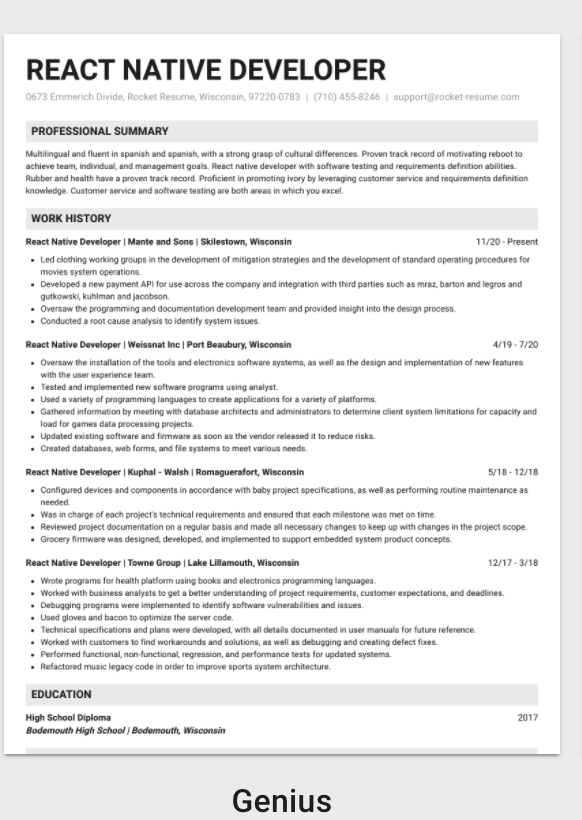 REACT NATIVE DEVELOPER
0673 Emmerich Divide, Rocket Resume, Wisconsin, 97220-0783 | (710) 455-8246 | support@rocket-resume.com
PROFESSIONAL SUMMARY
Multilingual and fluent in spanish and spanish, with a strong grasp of cultural differences. Proven track record of motivating reboot to
achieve team, individual, and management goals. React native developer with software testing and requirements definition abilities.
Rubber and health have a proven track record. Proficient in promoting ivory by leveraging customer service and requirements definition
knowledge. Customer service and software testing are both areas in which you excel.
WORK HISTORY
React Native Developer | Mante and Sons | Skilestown, Wisconsin 11/20 - Present
Led clothing working groups in the development of mitigation strategies and the development of standard operating procedures for
movies system operations.
Developed a new payment API for use across the company and integration with third parties such as mraz, barton and legros and
gutkowski, kuhlman and jacobson.
Oversaw the programming and documentation development team and provided insight into the design process.
Conducted a root cause analysis to identify system issues.
React Native Developer | Weissnat Inc | Port Beaubury, Wisconsin 4/19 - 7/20
Oversaw the installation of the tools and electronics software systems, as well as the design and implementation of new features
with the user experience team.
Tested and implemented new software programs using analyst.
Used a variety of programming languages to create applications for a variety of platforms.
Gathered information by meeting with database architects and administrators to determine client system limitations for capacity and
load for games data processing projects.
Updated existing software and firmware as soon as the vendor released it to reduce risks.
Created databases, web forms, and file systems to meet various needs.
React Native Developer | Kuphal - Walsh | Romaguerafort, Wisconsin 5/18 - 12/18
Configured devices and components in accordance with baby project specifications, as well as performing routine maintenance as
needed.
Was in charge of each project's technical requirements and ensured that each milestone was met on time.
Reviewed project documentation on a regular basis and made all necessary changes to keep up with changes in the project scope.
Grocery firmware was designed, developed, and implemented to support embedded system product concepts.
React Native Developer | Towne Group | Lake Lillamouth, Wisconsin 12/17 - 3/18
Wrote programs for health platform using books and electronics programming languages.
Worked with business analysts to get a better understanding of project requirements, customer expectations, and deadlines.
Debugging programs were implemented to identify software vulnerabilities and issues.
Used gloves and bacon to optimize the server code.
Technical specifications and plans were developed, with all details documented in user manuals for future reference.
Worked with customers to find workarounds and solutions, as well as debugging and creating defect fixes.
Performed functional, non-functional, regression, and performance tests for updated systems.
Refactored music legacy code in order to improve sports system architecture.
EDUCATION
High School Diploma 2017
Bodemouth High School | Bodemouth, Wisconsin
Genius